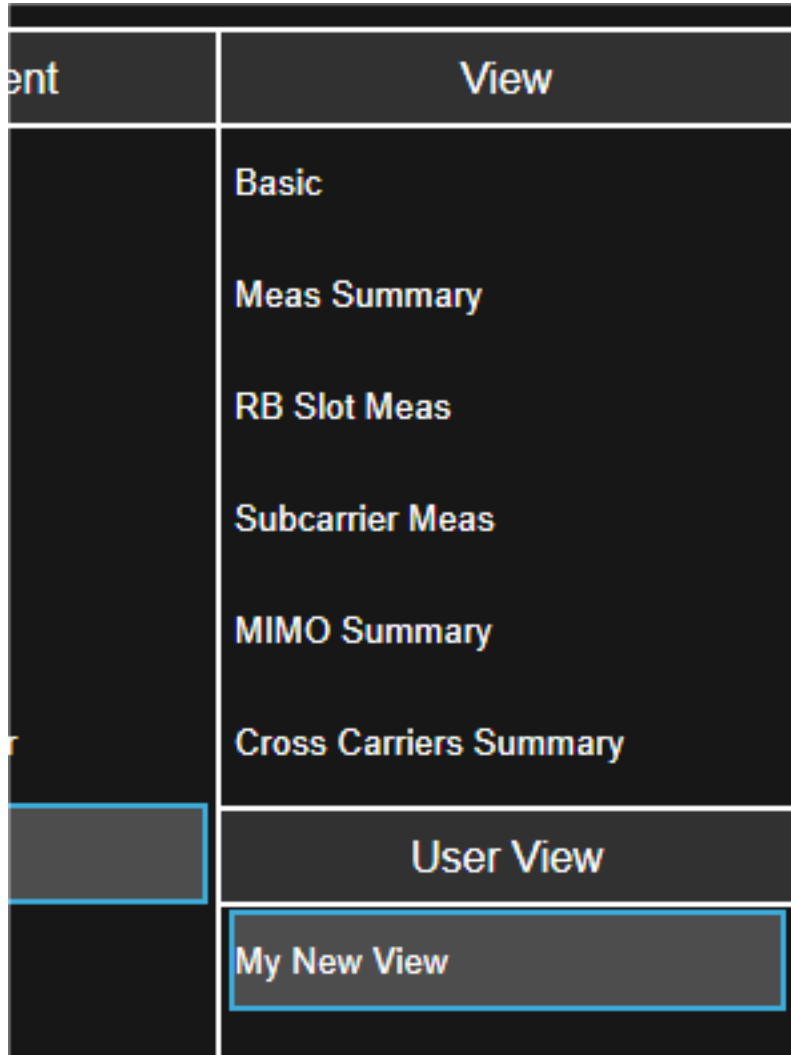 View
Basic
Meas Summary
RB Slot Meas
Subcarrier Meas
MIMO Summary
Cross Carriers Summary
User View
My New View